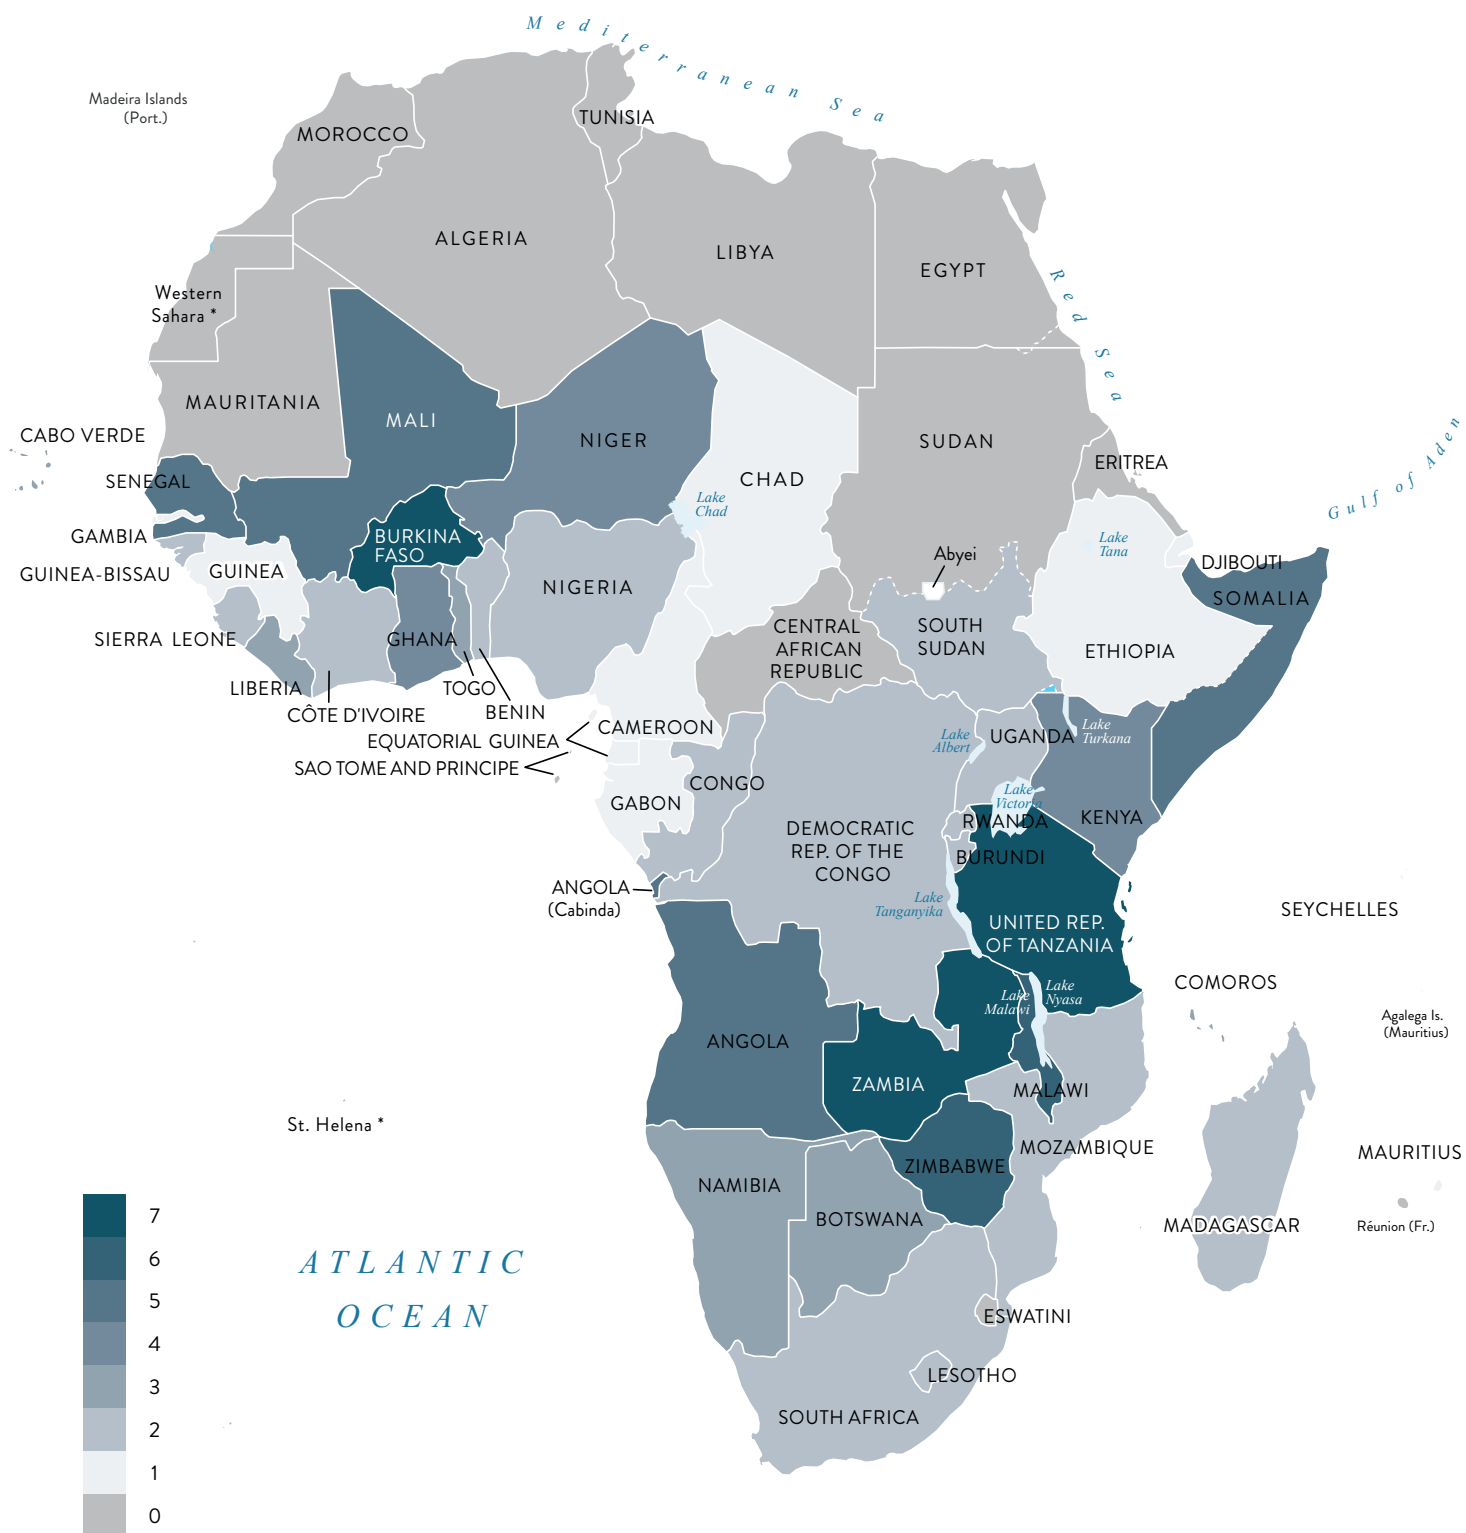 Mediterranean Sea
Madeira Islands
(Port.)
TUNISIA
MOROCCO
ALGERIA
LIBYA
EGYPT
Red Sea
Western
Sahara *
MAURITANIA
MALI
NIGER
CHAD
SUDAN
ERITREA
Gulf of Aden
CABO VERDE
SENEGAL
GAMBIA
GUINEA-BISSAU
GUINEA
SIERRA LEONE
LIBERIA
CÔTE D'IVOIRE
BURKINA
FASO
GHANA
TOGO
BENIN
NIGERIA
Lake
Chad
Lake
Tana
Abyei
DJIBOUTI
SOMALIA
ETHIOPIA
SOUTH
SUDAN
CENTRAL
AFRICAN
REPUBLIC
CAMEROON
EQUATORIAL GUINEA
SAO TOME AND PRINCIPE
GABON
CONGO
DEMOCRATIC
REP. OF THE
CONGO
Lake
Albert
UGANDA
Lake
Turkana
KENYA
Lake
Victoria
RWANDA
BURUNDI
Lake
Tanganyika
UNITED REP.
OF TANZANIA
ANGOLA
(Cabinda)
SEYCHELLES
COMOROS
Agalega Is.
(Mauritius)
Lake
Malawi
Lake
Nyasa
ANGOLA
ZAMBIA
MALAWI
MOZAMBIQUE
ZIMBABWE
St. Helena *
NAMIBIA
BOTSWANA
MAURITIUS
MADAGASCAR
Réunion (Fr.)
ESWATINI
LESOTHO
SOUTH AFRICA
ATLANTIC
OCEAN
7
6
5
4
3
2
1
0